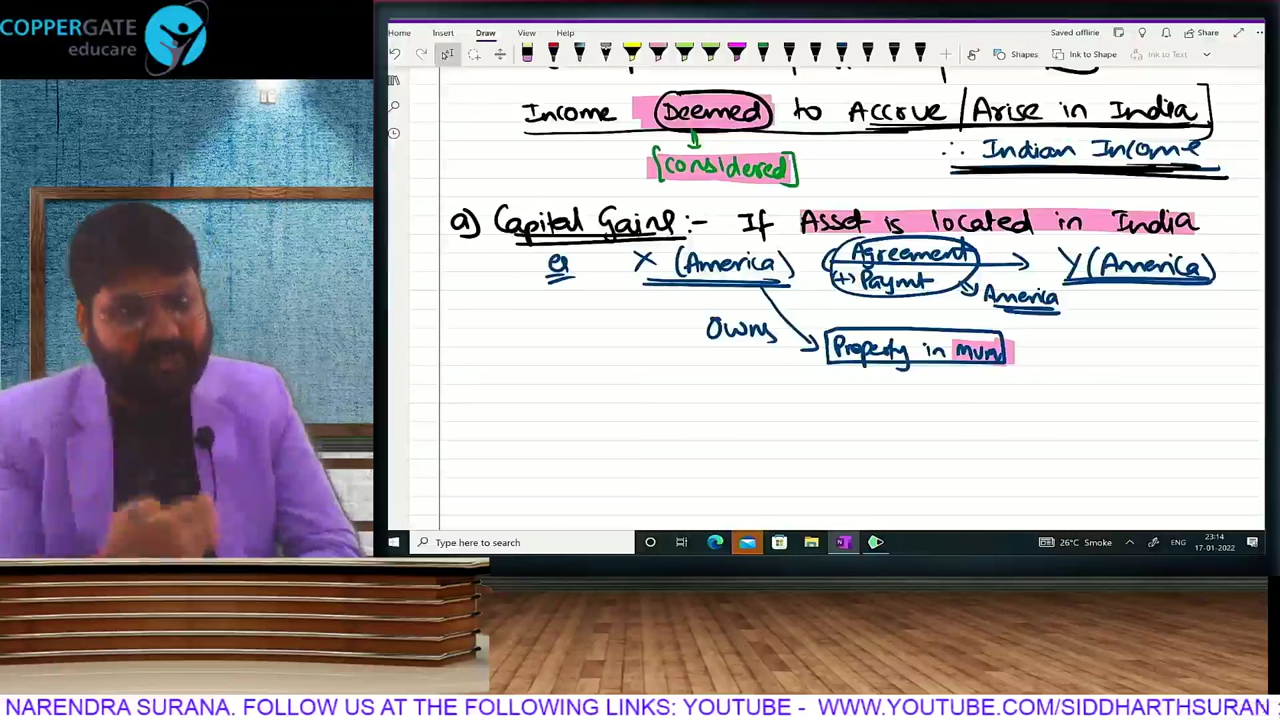 COPPERGATE
educare
Home Insert Draw View Help
Saved offline
Share
Shapes
Ink to Shape
Ink to Text
Income Deemed to Accrue / Arise in India
[considered]
∴ Indian Income
a) Capital Gains :- If Asset is located in India
eg X (America) Agreement Y (America)
(+) Paymt
America
Owns
Property in mum
Type here to search
26°C Smoke
ENG
23:14
17-01-2022
NARENDRA SURANA. FOLLOW US AT THE FOLLOWING LINKS: YOUTUBE - WWW.YOUTUBE.COM/SIDDHARTHSURAN